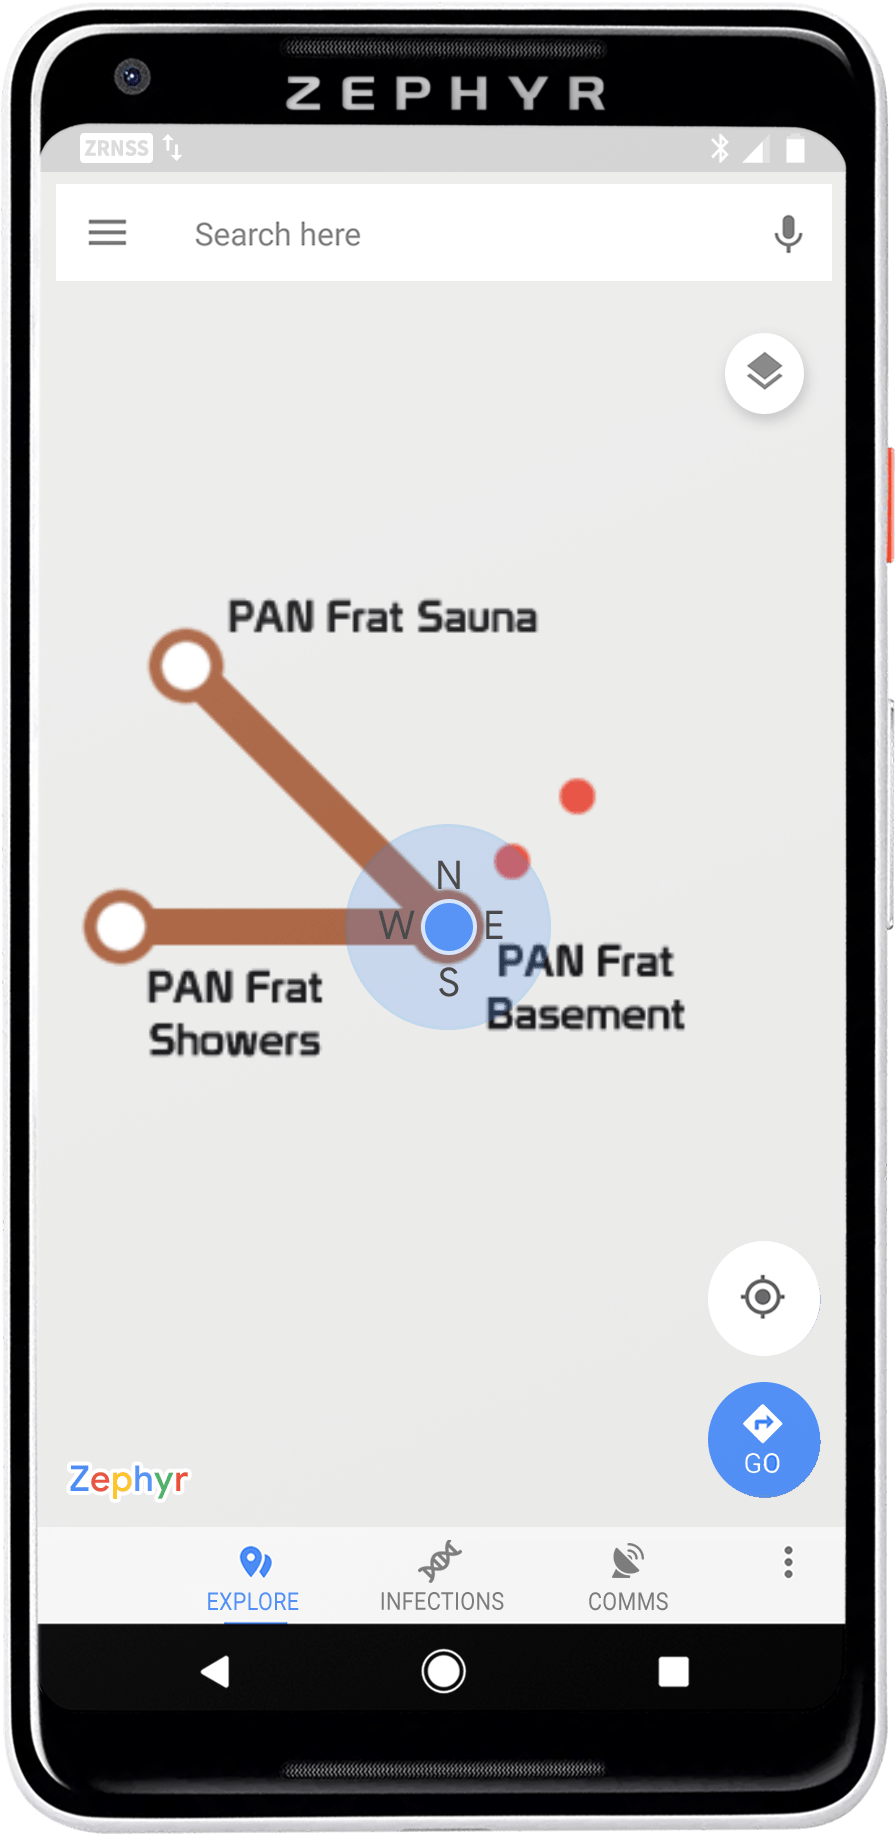 ZEPHYR
ZRNSS
Search here
PAN Frat Sauna
N
W E
S
PAN Frat
Basement
PAN Frat
Showers
GO
Zephyr
EXPLORE
INFECTIONS
COMMS